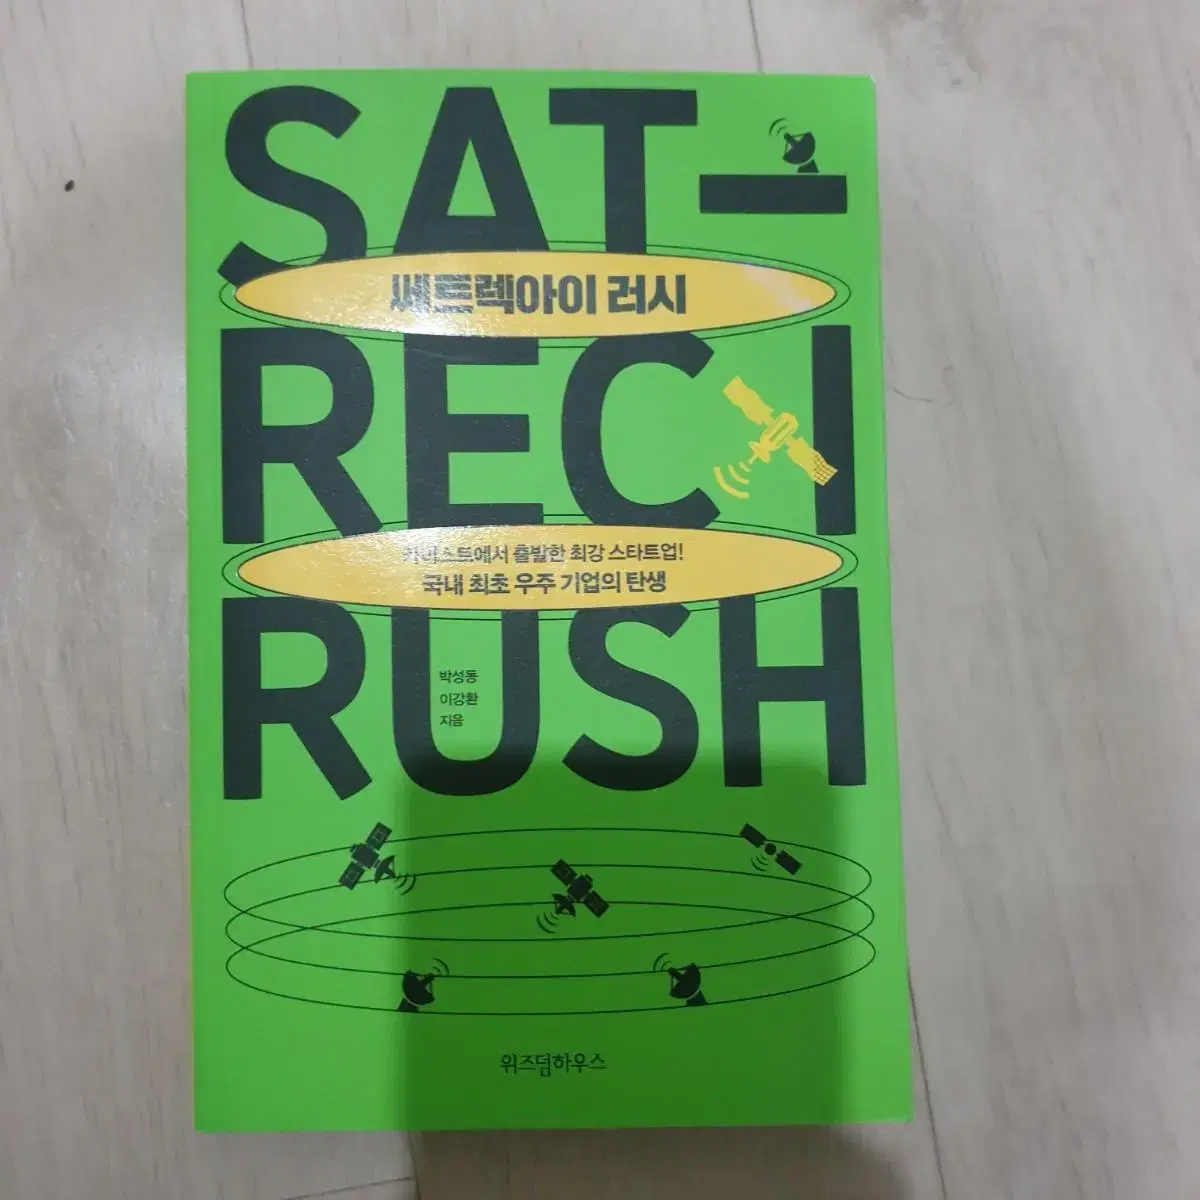 SAT-
쎄트렉아이 러시
REC I
카이스트에서 출발한 최강 스타트업!
국내 최초 우주 기업의 탄생
RUSH
박성동
이강환
지음
위즈덤하우스